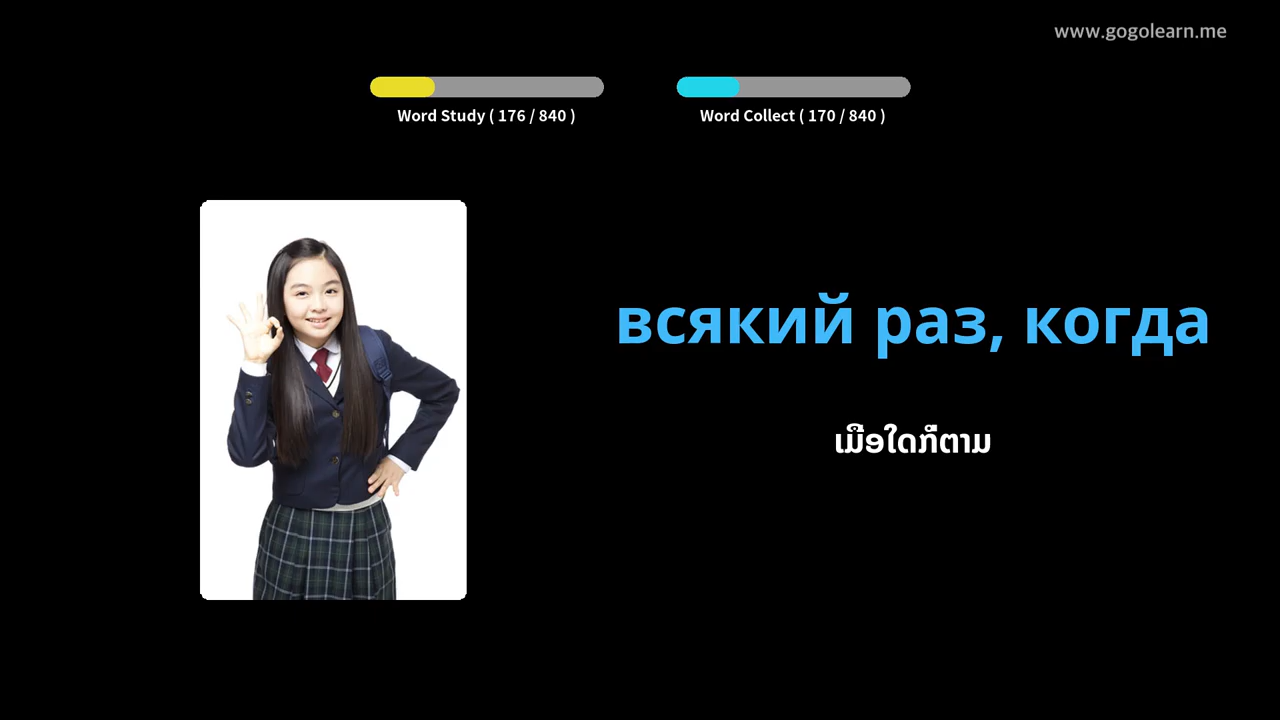 www.gogolearn.me
Word Study ( 176 / 840 )
Word Collect ( 170 / 840 )
всякий раз, когда
ເມື່ອໃດກໍ່ຕາມ